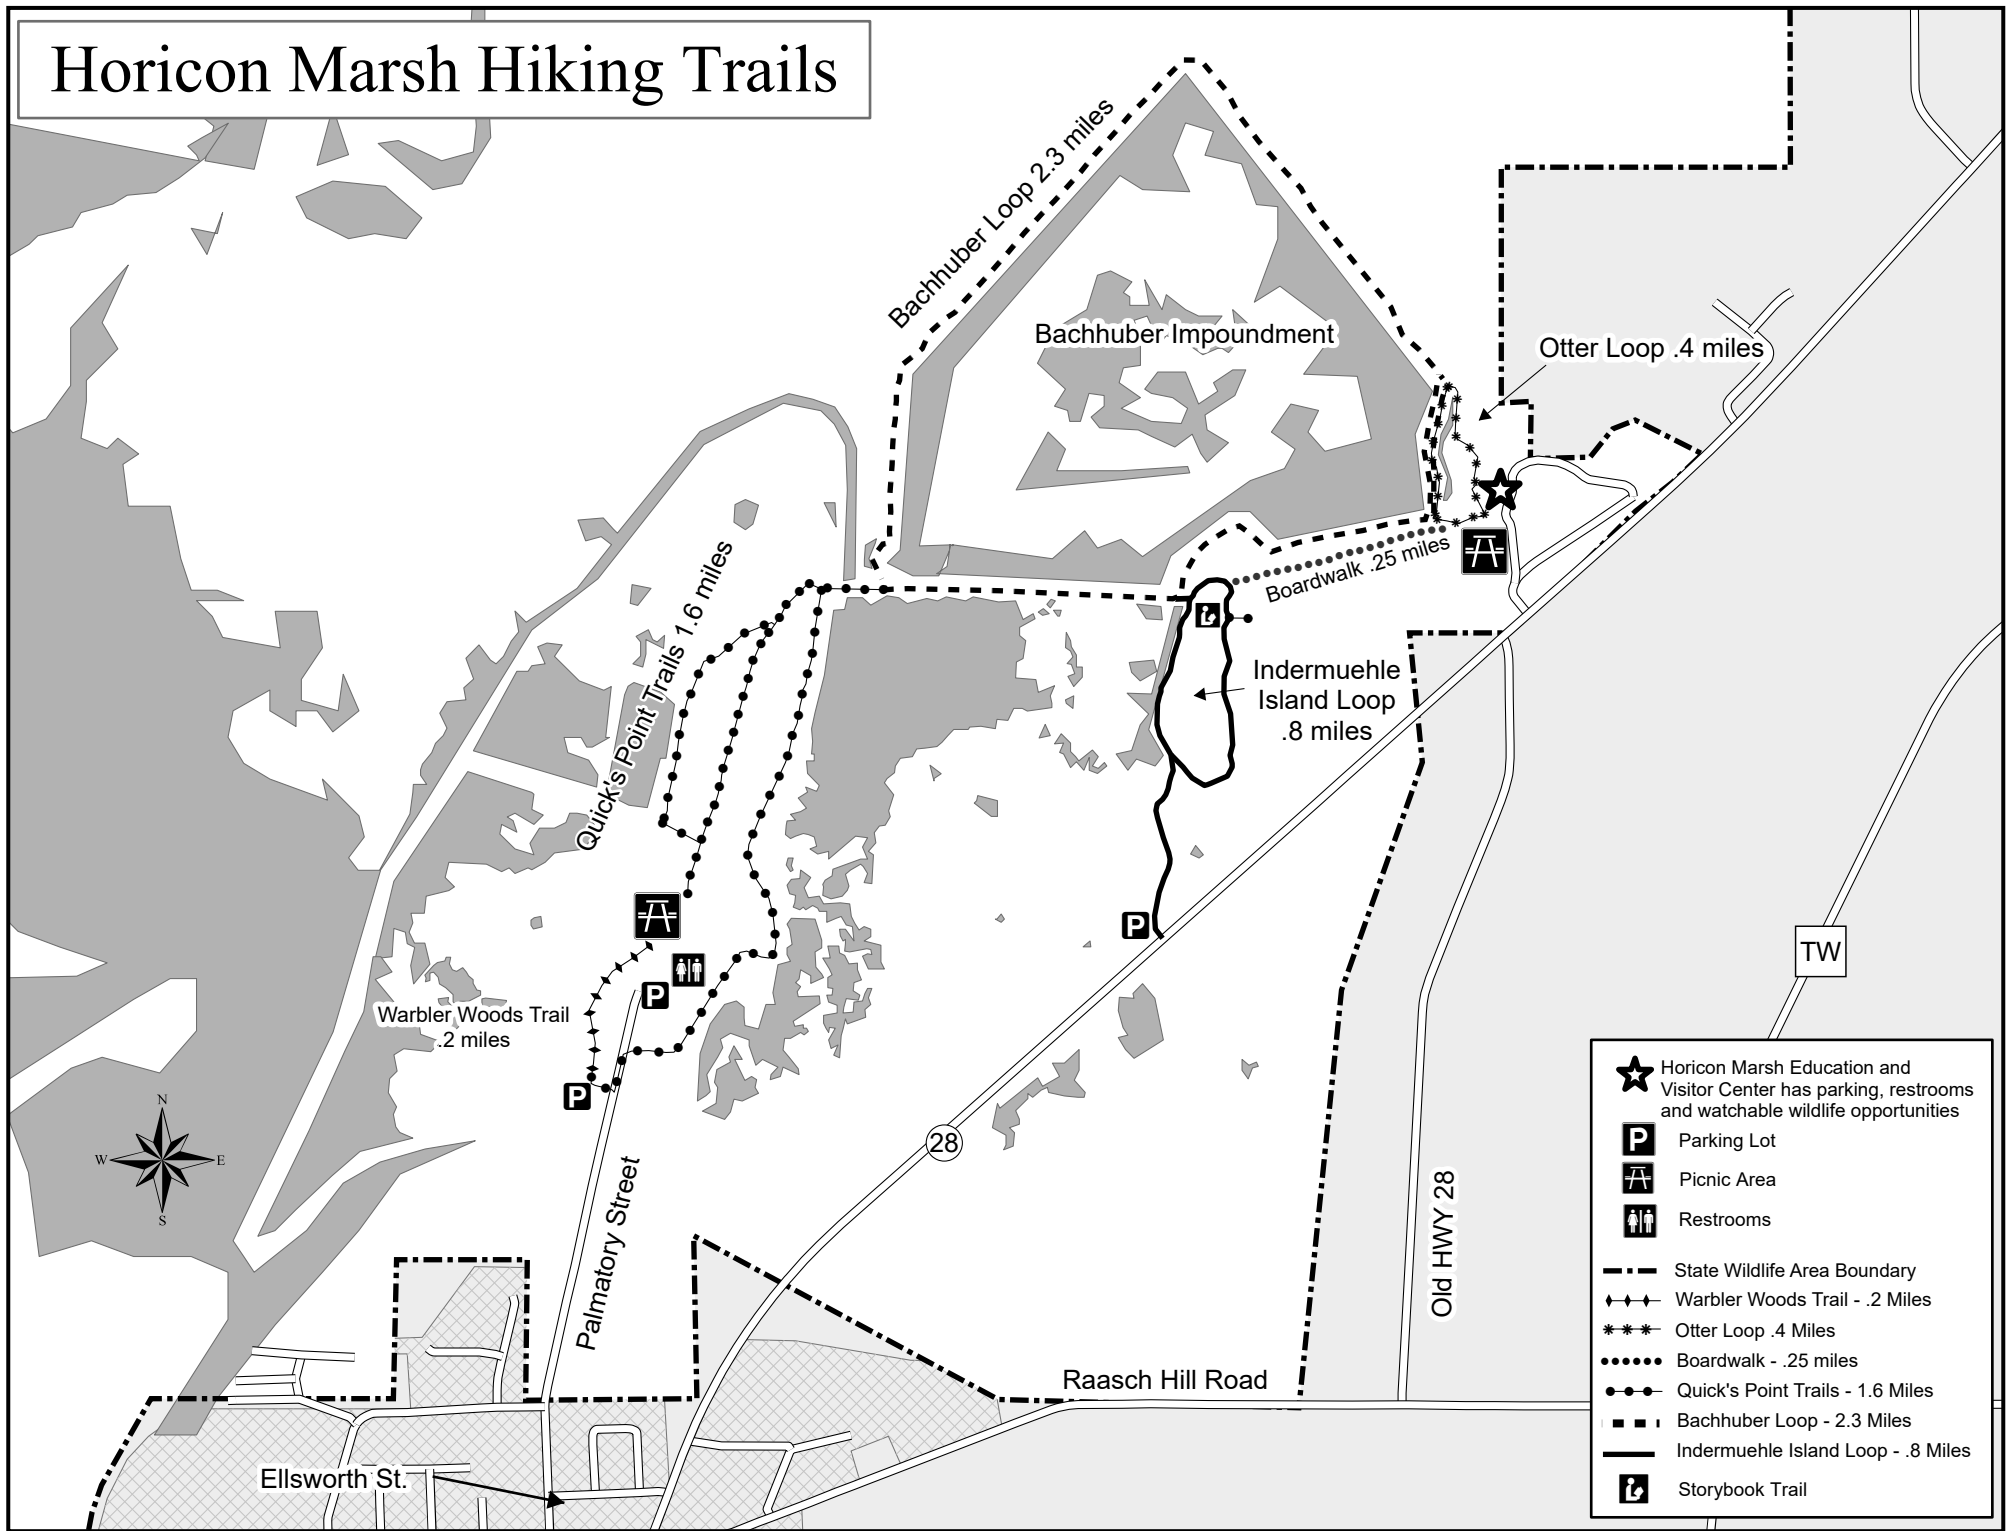 Horicon Marsh Hiking Trails
Bachhuber Loop 2.3 miles
Bachhuber Impoundment
Otter Loop .4 miles
Boardwalk .25 miles
Quick's Point Trails 1.6 miles
Indermuehle
Island Loop
.8 miles
P
TW
P
Warbler Woods Trail
.2 miles
P
N
W
E
S
28
Palmatory Street
Old HWY 28
Raasch Hill Road
Ellsworth St.
Horicon Marsh Education and
Visitor Center has parking, restrooms
and watchable wildlife opportunities
P Parking Lot
Picnic Area
Restrooms
State Wildlife Area Boundary
Warbler Woods Trail - .2 Miles
Otter Loop .4 Miles
Boardwalk - .25 miles
Quick's Point Trails - 1.6 Miles
Bachhuber Loop - 2.3 Miles
Indermuehle Island Loop - .8 Miles
Storybook Trail